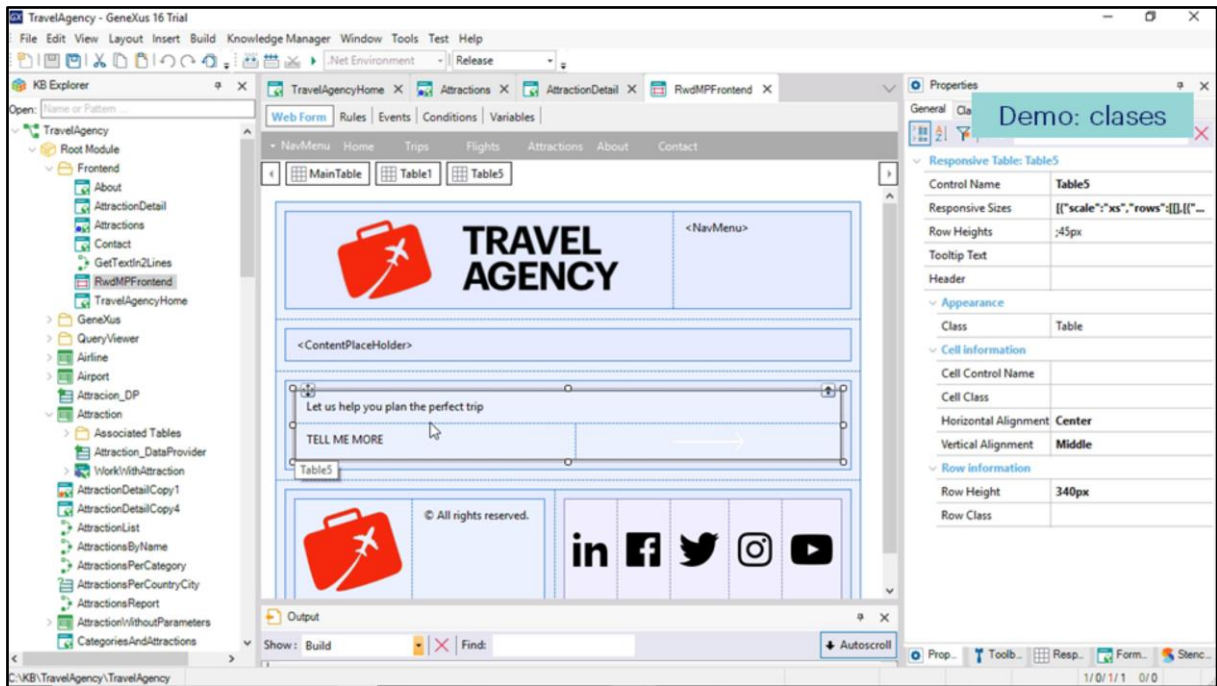 TravelAgency - GeneXus 16 Trial
File Edit View Layout Insert Build Knowledge Manager Window Tools Test Help
.Net Environment Release
KB Explorer
Open: Name or Pattern ...
TravelAgency
Root Module
Frontend
About
AttractionDetail
Attractions
Contact
GetTextIn2Lines
RwdMPFrontend
TravelAgencyHome
GeneXus
QueryViewer
Airline
Airport
Attracion_DP
Attraction
Associated Tables
Attraction_DataProvider
WorkWithAttraction
AttractionDetailCopy1
AttractionDetailCopy4
AttractionList
AttractionsByName
AttractionsPerCategory
AttractionsPerCountryCity
AttractionsReport
AttractionWithoutParameters
CategoriesAndAttractions
TravelAgencyHome Attractions AttractionDetail RwdMPFrontend
Web Form Rules Events Conditions Variables
NavMenu Home Trips Flights Attractions About Contact
MainTable Table1 Table5
TRAVEL
AGENCY
<NavMenu>
<ContentPlaceHolder>
Let us help you plan the perfect trip
TELL ME MORE
Table5
© All rights reserved.
in
Output
Show: Build Find: Autoscroll
Properties
General Cla
Demo: clases
Responsive Table: Table5
Control Name Table5
Responsive Sizes [{"scale":"xs","rows":[[],[{"...
Row Heights ;45px
Tooltip Text
Header
Appearance
Class Table
Cell information
Cell Control Name
Cell Class
Horizontal Alignment Center
Vertical Alignment Middle
Row information
Row Height 340px
Row Class
Prop... Toolb... Resp... Form... Stenc...
C:\KB\TravelAgency\TravelAgency 1/0/1/1 0/0